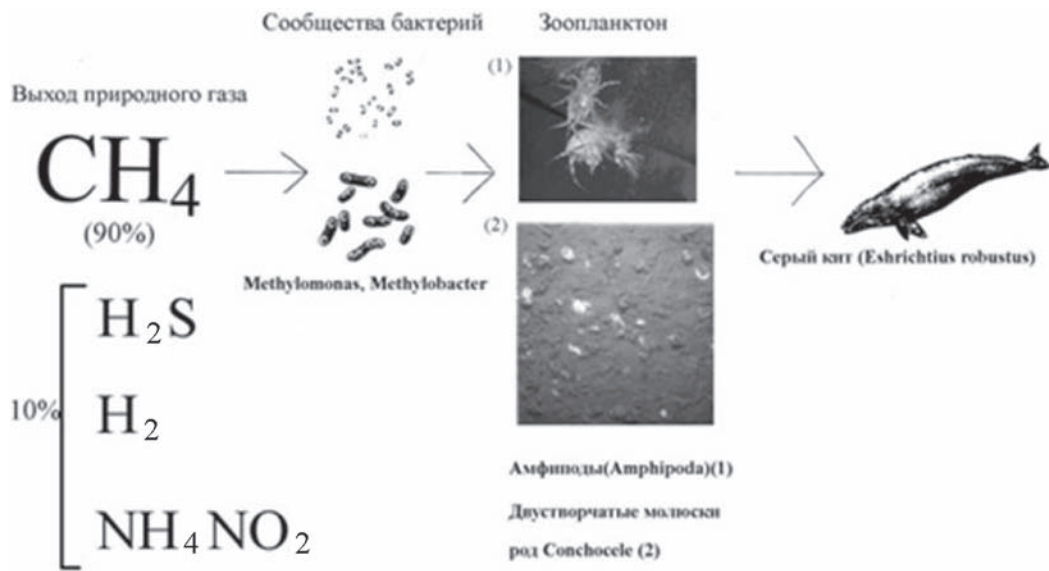 Сообщества бактерий
Зоопланктон
Выход природного газа
CH4
(90%)
(1)
(2)
Methylomonas, Methylobacter
Серый кит (Eshrichtius robustus)
10%
H2S
H2
NH4NO2
Амфиподы(Amphipoda)(1)
Двустворчатые молюски
род Conchocele (2)